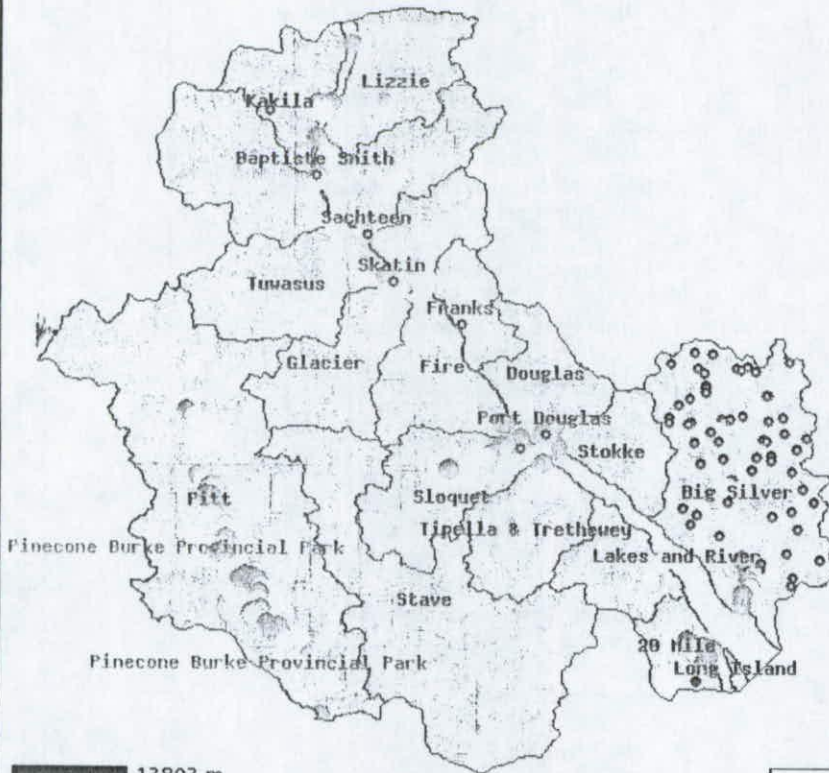 Lizzie
Kakila
Baptiste Smith
Sachteen
Skatin
Tuwasus
Franks
Glacier
Fire
Douglas
Port Douglas
Stokke
Pitt
Sloquet
Big Silver
Tipella & Trethewey
Pinecone Burke Provincial Park
Lakes and River
Stave
20 Mile
Pinecone Burke Provincial Park
Long Island
13803 m